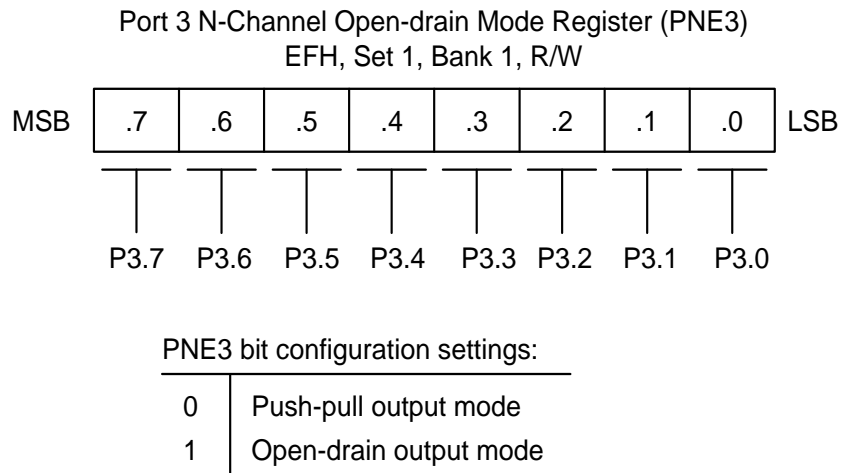 Port 3 N-Channel Open-drain Mode Register (PNE3)
EFH, Set 1, Bank 1, R/W
MSB .7 .6 .5 .4 .3 .2 .1 .0 LSB
P3.7 P3.6 P3.5 P3.4 P3.3 P3.2 P3.1 P3.0
PNE3 bit configuration settings:
0 Push-pull output mode
1 Open-drain output mode